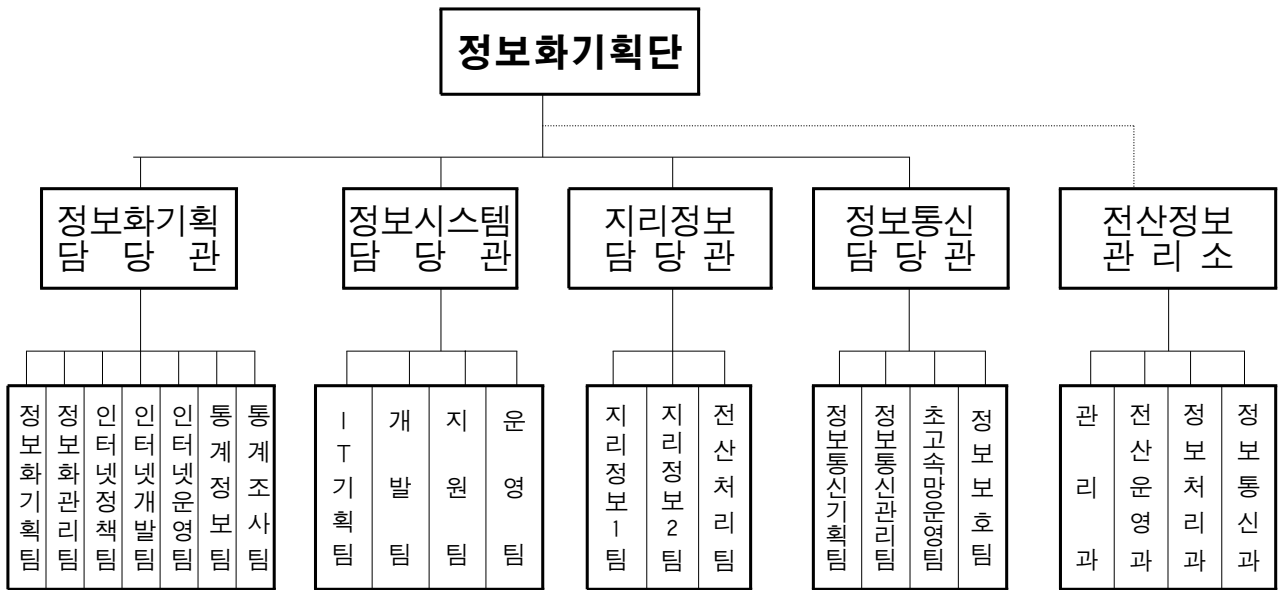 정보화기획단
정보화기획
담 당 관
정보시스템
담 당 관
지리정보
담 당 관
정보통신
담 당 관
전산정보
관 리 소
정보화기획팀
정보화관리팀
인터넷정책팀
인터넷개발팀
인터넷운영팀
통계정보팀
통계조사팀
IT기획팀
개발팀
지원팀
운영팀
지리정보1팀
지리정보2팀
전산처리팀
정보통신기획팀
정보통신관리팀
초고속망운영팀
정보보호팀
관리과
전산운영과
정보처리과
정보통신과